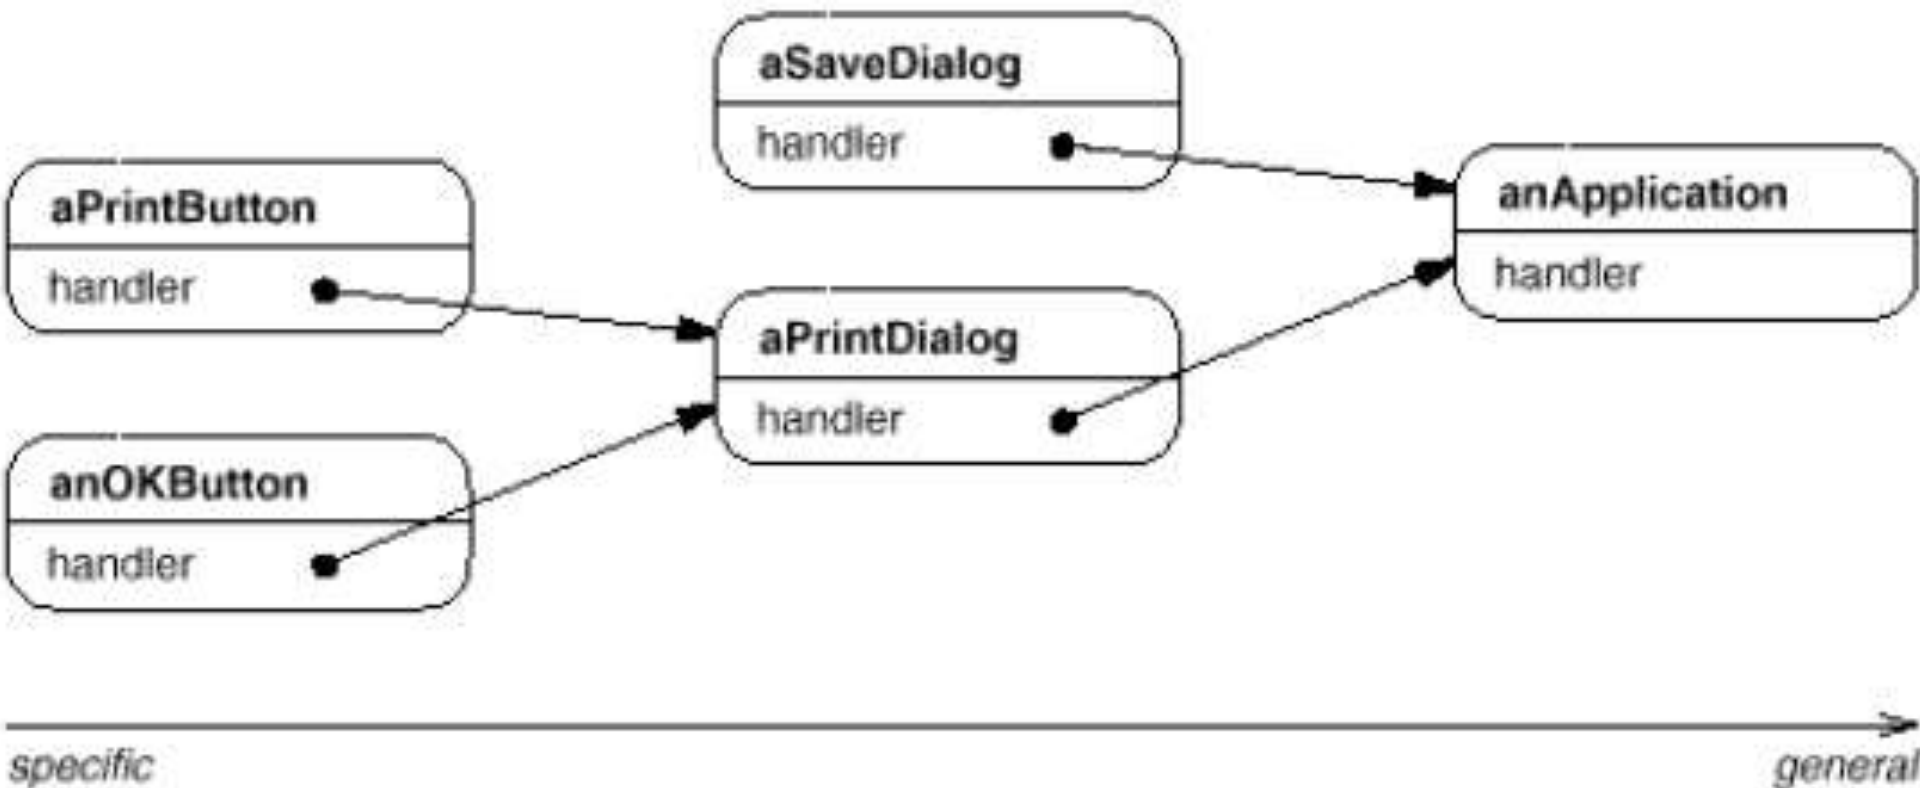 aSaveDialog
handler
aPrintButton
handler
anApplication
handler
aPrintDialog
handler
anOKButton
handler
specific
general